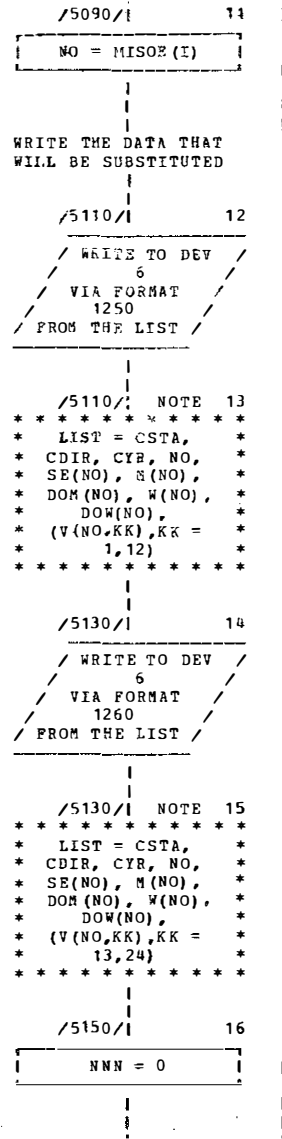 /5090/| 11
NO = MISOE(I)
WRITE THE DATA THAT
WILL BE SUBSTITUTED
/5110/| 12
/ WRITE TO DEV /
/ 6 /
/ VIA FORMAT /
/ 1250 /
/ FROM THE LIST /
/5110/| NOTE 13
* * * * * * * * * * *
* LIST = CSTA, *
* CDIR, CYR, NO, *
* SE(NO), M(NO), *
* DOM(NO), W(NO), *
* DOW(NO), *
* (V(NO,KK),KK = *
* 1,12) *
* * * * * * * * * * *
/5130/| 14
/ WRITE TO DEV /
/ 6 /
/ VIA FORMAT /
/ 1260 /
/ FROM THE LIST /
/5130/| NOTE 15
* * * * * * * * * * *
* LIST = CSTA, *
* CDIR, CYR, NO, *
* SE(NO), M(NO), *
* DOM(NO), W(NO), *
* DOW(NO), *
* (V(NO,KK),KK = *
* 13,24) *
* * * * * * * * * * *
/5150/| 16
NNN = 0